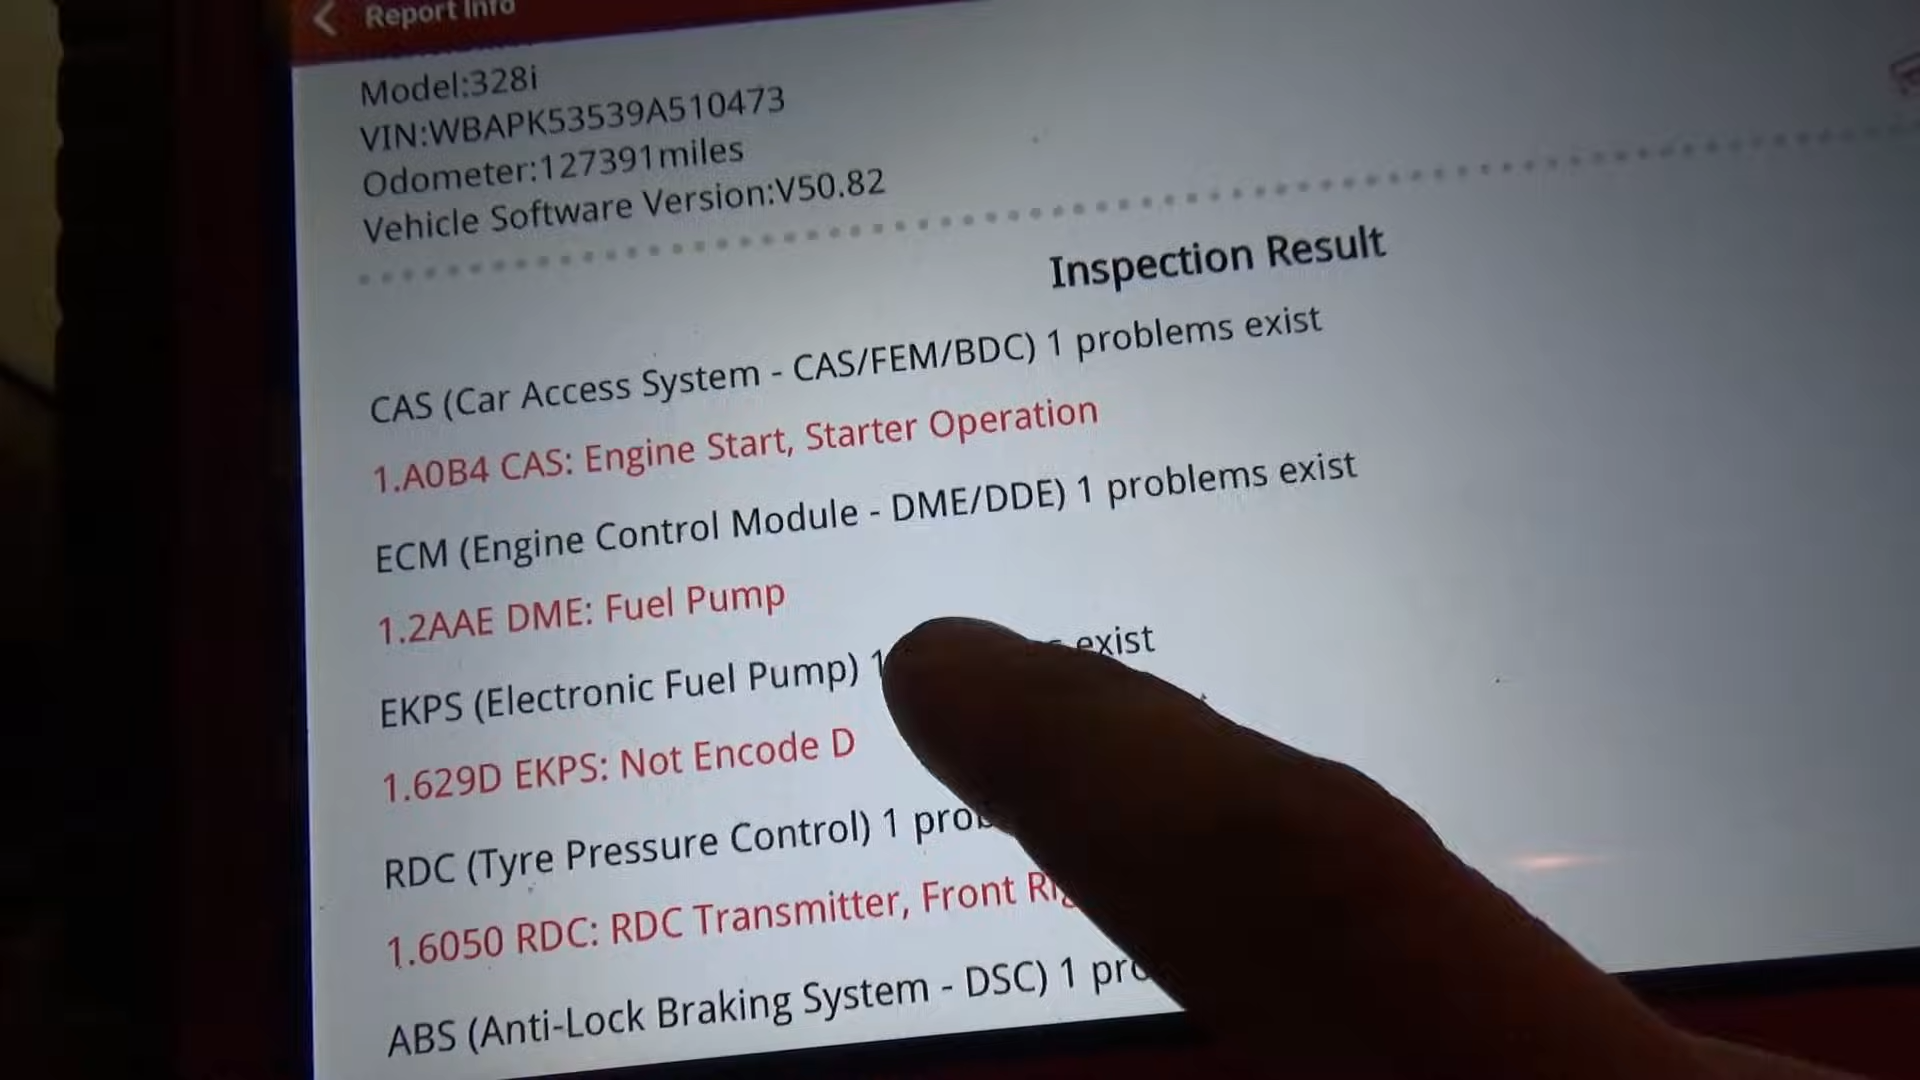 Report Info
Model:328i
VIN:WBAPK53539A510473
Odometer:127391miles
Vehicle Software Version:V50.82
Inspection Result
CAS (Car Access System - CAS/FEM/BDC) 1 problems exist
1.A0B4 CAS: Engine Start, Starter Operation
ECM (Engine Control Module - DME/DDE) 1 problems exist
1.2AAE DME: Fuel Pump
EKPS (Electronic Fuel Pump) 1 exist
1.629D EKPS: Not Encode D
RDC (Tyre Pressure Control) 1
1.6050 RDC: RDC Transmitter, Front
ABS (Anti-Lock Braking System - DSC) 1